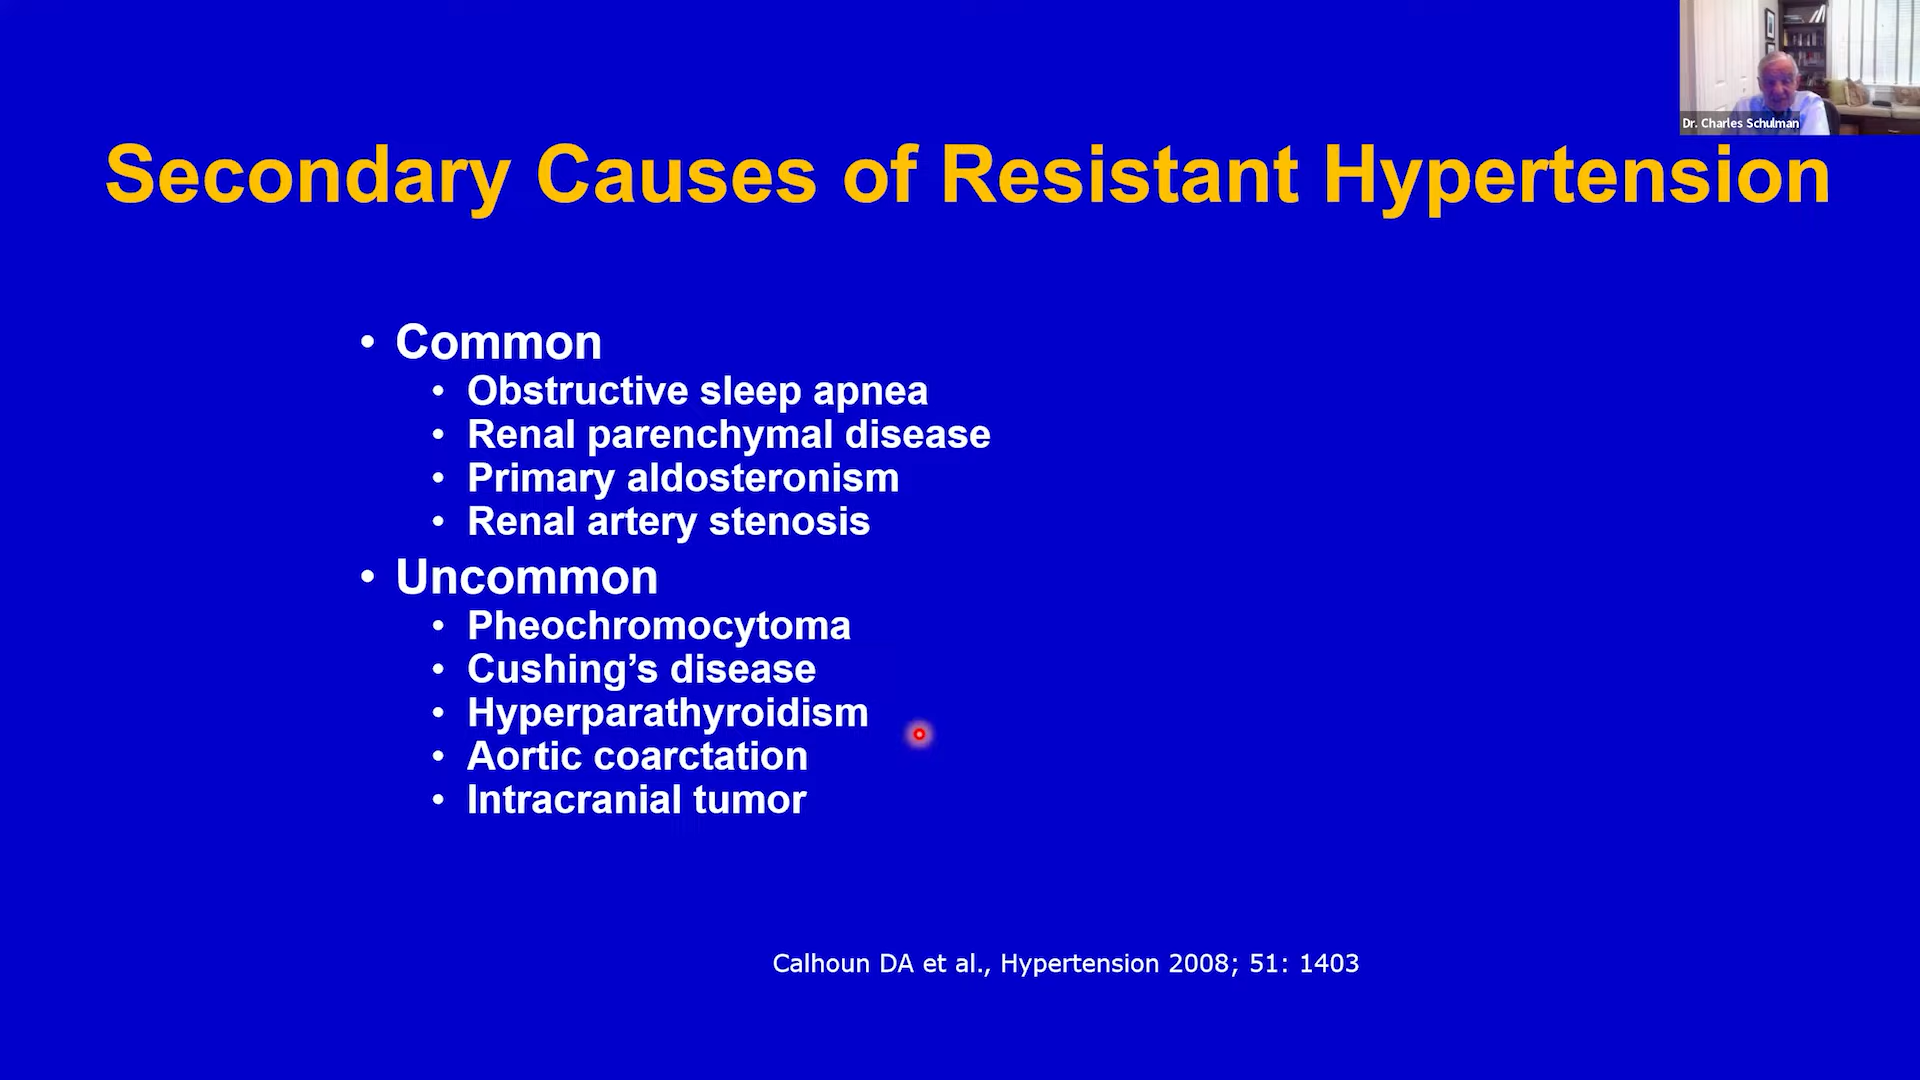 Dr. Charles Schulman
Secondary Causes of Resistant Hypertension
• Common
• Obstructive sleep apnea
• Renal parenchymal disease
• Primary aldosteronism
• Renal artery stenosis
• Uncommon
• Pheochromocytoma
• Cushing’s disease
• Hyperparathyroidism
• Aortic coarctation
• Intracranial tumor
Calhoun DA et al., Hypertension 2008; 51: 1403